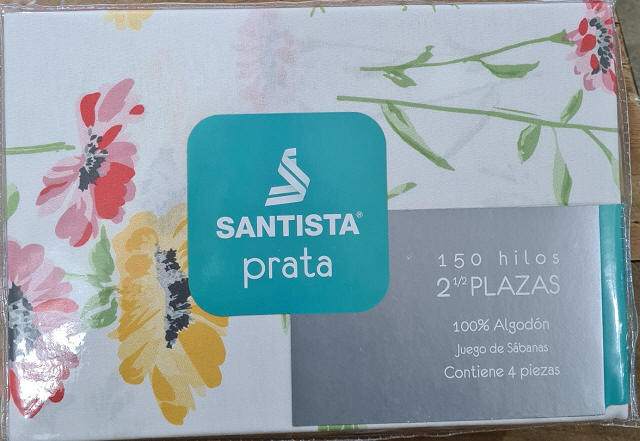 SANTISTA®
prata
150 hilos
2 1/2 PLAZAS
100% Algodón
Juego de Sábanas
Contiene 4 piezas